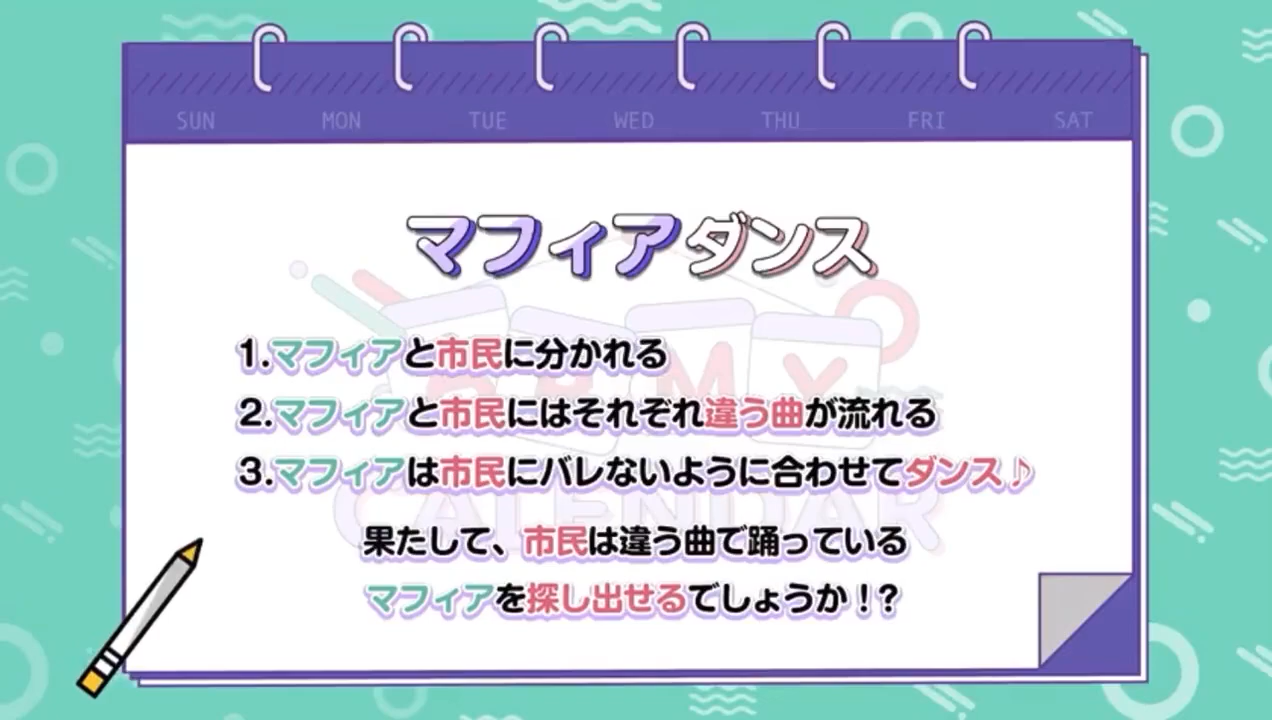 SUN MON TUE WED THU FRI SAT
マフィアダンス
1.マフィアと市民に分かれる
2.マフィアと市民にはそれぞれ違う曲が流れる
3.マフィアは市民にバレないように合わせてダンス♪
果たして、市民は違う曲で踊っている
マフィアを探し出せるでしょうか！？
ARMY
CALENDAR